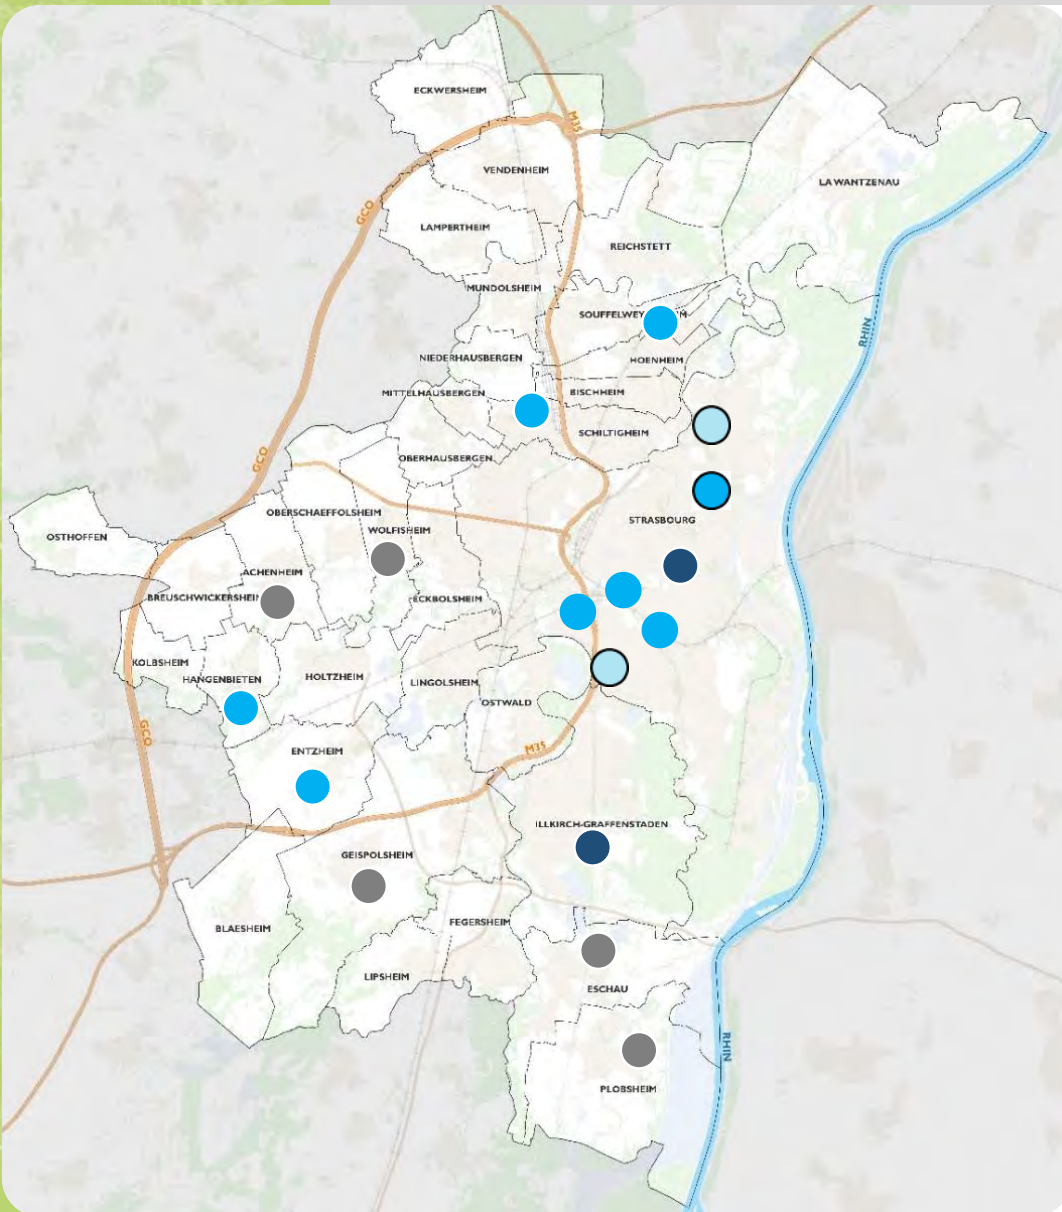 ECKWERSHEIM
M35
VENDENHEIM
LA WANTZENAU
GCO
LAMPERTHEIM
REICHSTETT
MUNDOLSHEIM
SOUFFELWEY
M
RHIN
NIEDERHAUSBERGEN
HOENHEIM
MITTELHAUSBERGEN
BISCHHEIM
SCHILTIGHEIM
OBERHAUSBERGEN
GCO
OBERSCHAEFFOLSHEIM
STRASBOURG
WOLFISHEIM
OSTHOFFEN
ACHENHEIM
BREUSCHWICKERSHEIM
ECKBOLSHEIM
KOLBSHEIM
HANGENBIETEN
HOLTZHEIM
LINGOLSHEIM
OSTWALD
GCO
ENTZHEIM
M35
ILLKIRCH-GRAFFENSTADEN
GEISPOLSHEIM
FEGERSHEIM
BLAESHEIM
LIPSHEIM
ESCHAU
RHIN
PLOBSHEIM